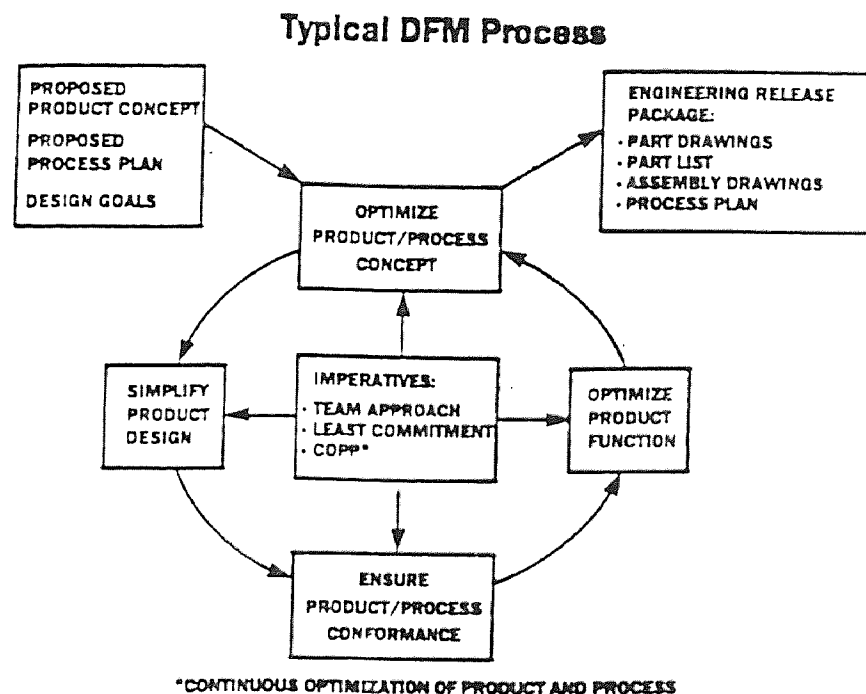 Typical DFM Process
PROPOSED
PRODUCT CONCEPT
PROPOSED
PROCESS PLAN
DESIGN GOALS
ENGINEERING RELEASE
PACKAGE:
· PART DRAWINGS
· PART LIST
· ASSEMBLY DRAWINGS
· PROCESS PLAN
OPTIMIZE
PRODUCT/PROCESS
CONCEPT
SIMPLIFY
PRODUCT
DESIGN
IMPERATIVES:
· TEAM APPROACH
· LEAST COMMITMENT
· COPP*
OPTIMIZE
PRODUCT
FUNCTION
ENSURE
PRODUCT/PROCESS
CONFORMANCE
*CONTINUOUS OPTIMIZATION OF PRODUCT AND PROCESS